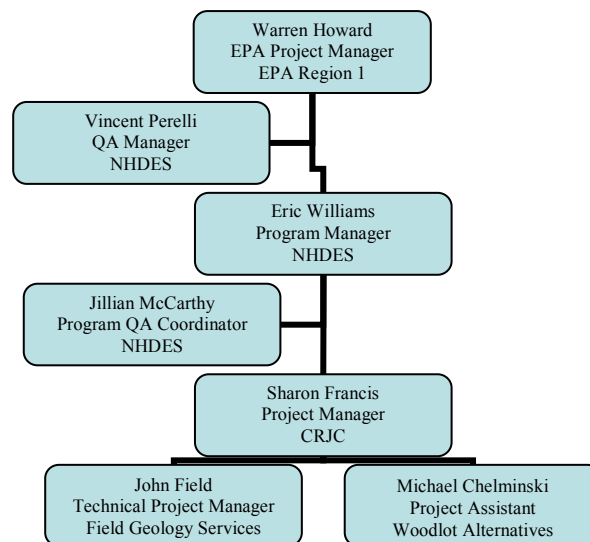 Warren Howard
EPA Project Manager
EPA Region 1
Vincent Perelli
QA Manager
NHDES
Eric Williams
Program Manager
NHDES
Jillian McCarthy
Program QA Coordinator
NHDES
Sharon Francis
Project Manager
CRJC
John Field
Technical Project Manager
Field Geology Services
Michael Chelminski
Project Assistant
Woodlot Alternatives